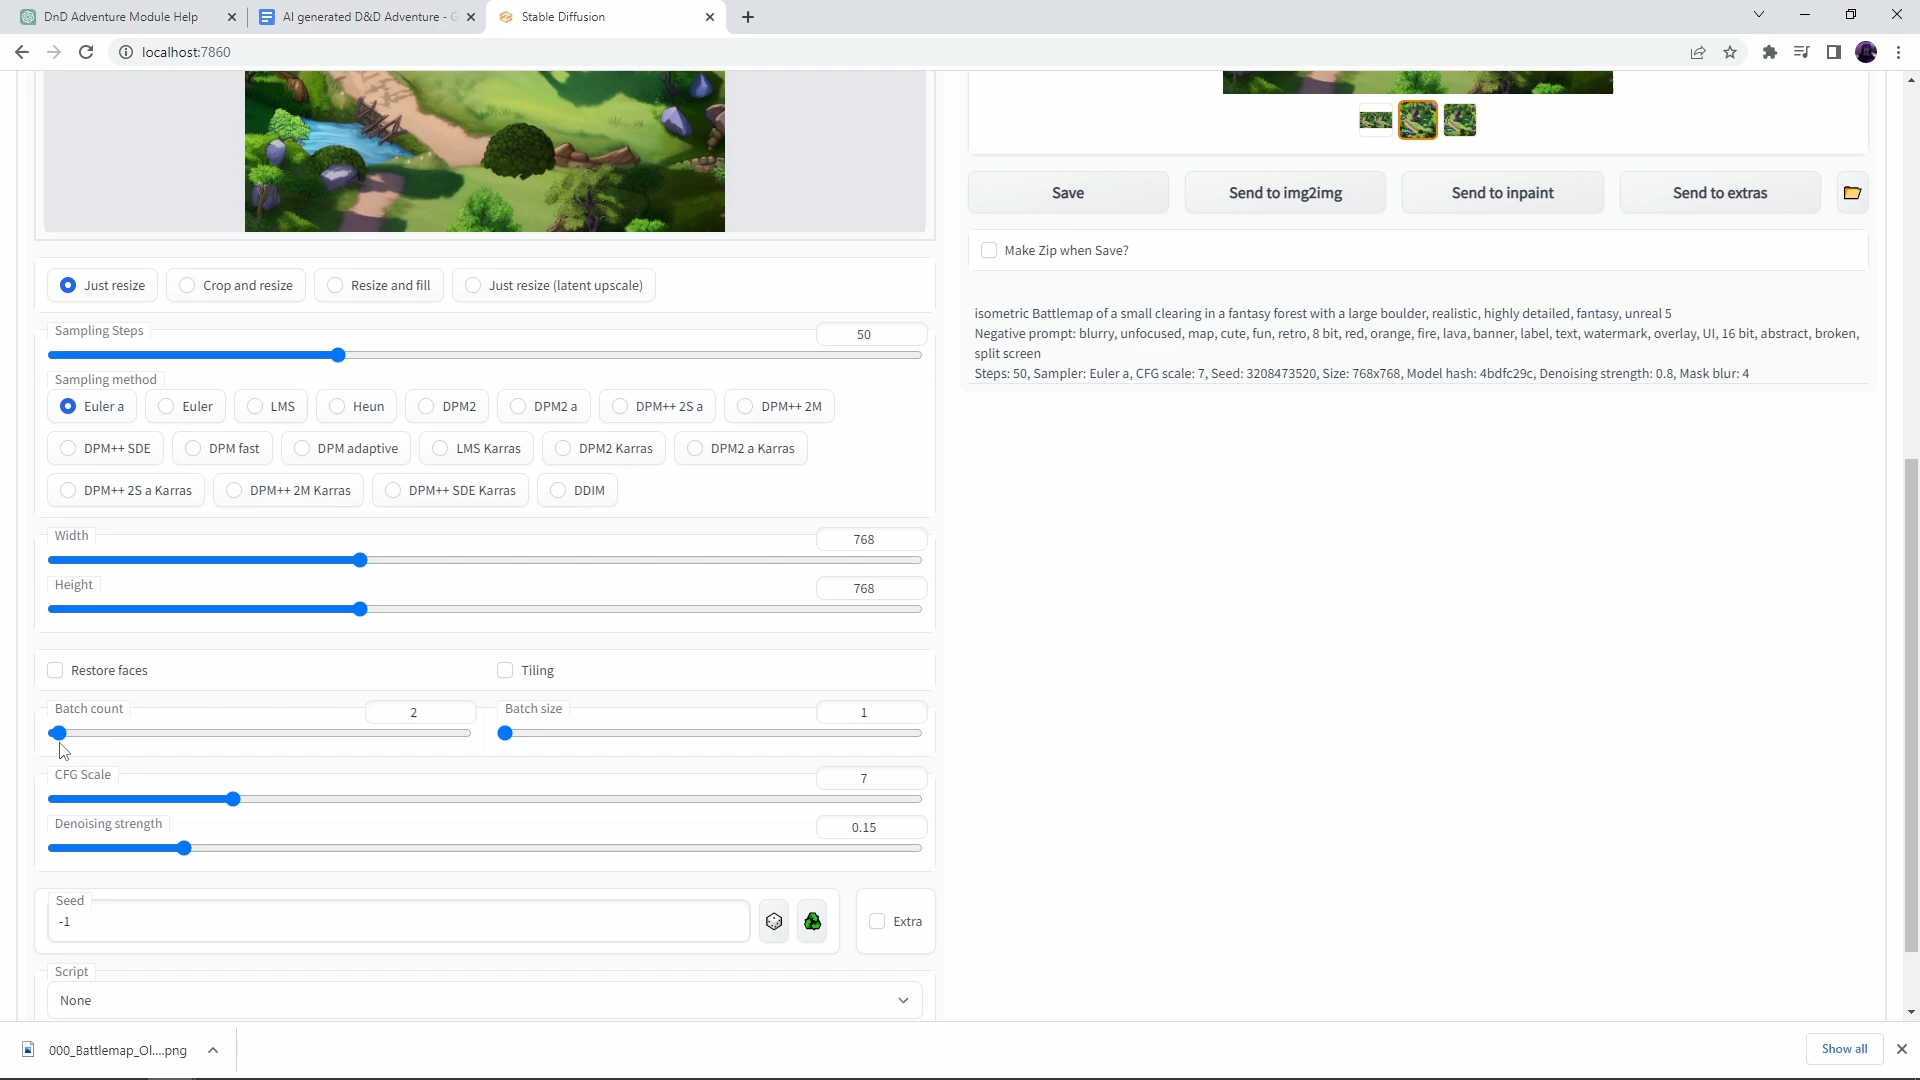 DnD Adventure Module Help
AI generated D&D Adventure - G
Stable Diffusion
localhost:7860
Just resize
Crop and resize
Resize and fill
Just resize (latent upscale)
Sampling Steps
50
Sampling method
Euler a
Euler
LMS
Heun
DPM2
DPM2 a
DPM++ 2S a
DPM++ 2M
DPM++ SDE
DPM fast
DPM adaptive
LMS Karras
DPM2 Karras
DPM2 a Karras
DPM++ 2S a Karras
DPM++ 2M Karras
DPM++ SDE Karras
DDIM
Width
768
Height
768
Restore faces
Tiling
Batch count
2
Batch size
1
CFG Scale
7
Denoising strength
0.15
Seed
-1
Extra
Script
None
Save
Send to img2img
Send to inpaint
Send to extras
Make Zip when Save?
isometric Battlemap of a small clearing in a fantasy forest with a large boulder, realistic, highly detailed, fantasy, unreal 5
Negative prompt: blurry, unfocused, map, cute, fun, retro, 8 bit, red, orange, fire, lava, banner, label, text, watermark, overlay, UI, 16 bit, abstract, broken,
split screen
Steps: 50, Sampler: Euler a, CFG scale: 7, Seed: 3208473520, Size: 768x768, Model hash: 4bdfc29c, Denoising strength: 0.8, Mask blur: 4
000_Battlemap_Ol....png
Show all